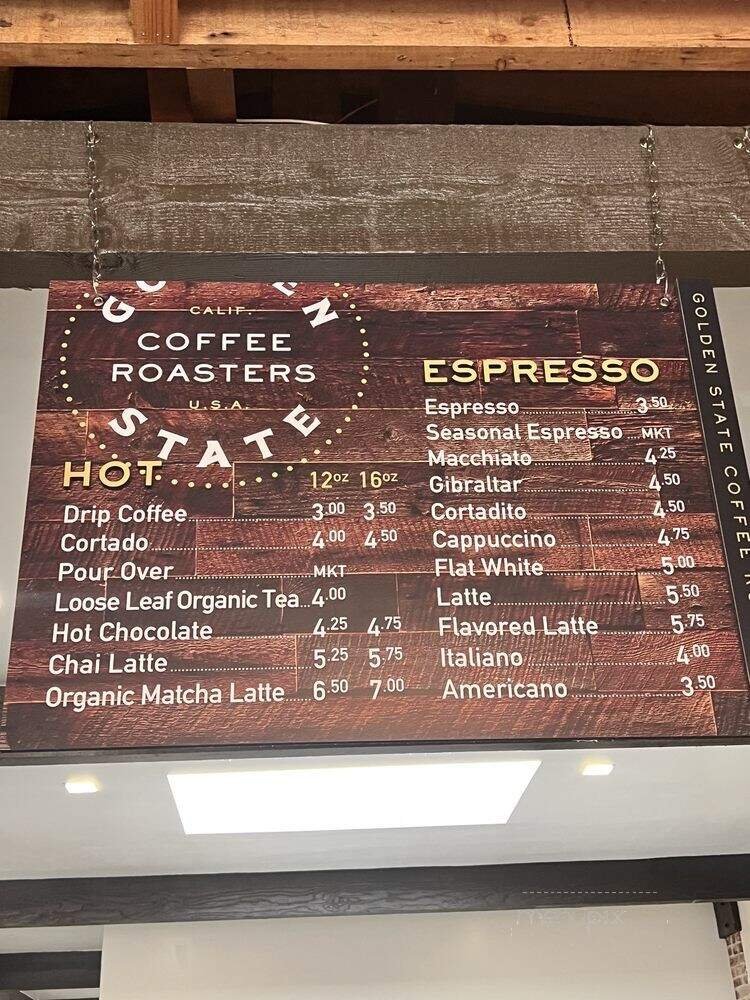 GOLDEN
CALIF.
COFFEE
ROASTERS
U.S.A.
STATE
HOT
12oz 16oz
Drip Coffee 3.00 3.50
Cortado 4.00 4.50
Pour Over MKT
Loose Leaf Organic Tea 4.00
Hot Chocolate 4.25 4.75
Chai Latte 5.25 5.75
Organic Matcha Latte 6.50 7.00
ESPRESSO
Espresso 3.50
Seasonal Espresso MKT
Macchiato 4.25
Gibraltar 4.50
Cortadito 4.50
Cappuccino 4.75
Flat White 5.00
Latte 5.50
Flavored Latte 5.75
Italiano 4.00
Americano 3.50
GOLDEN STATE COFFEE